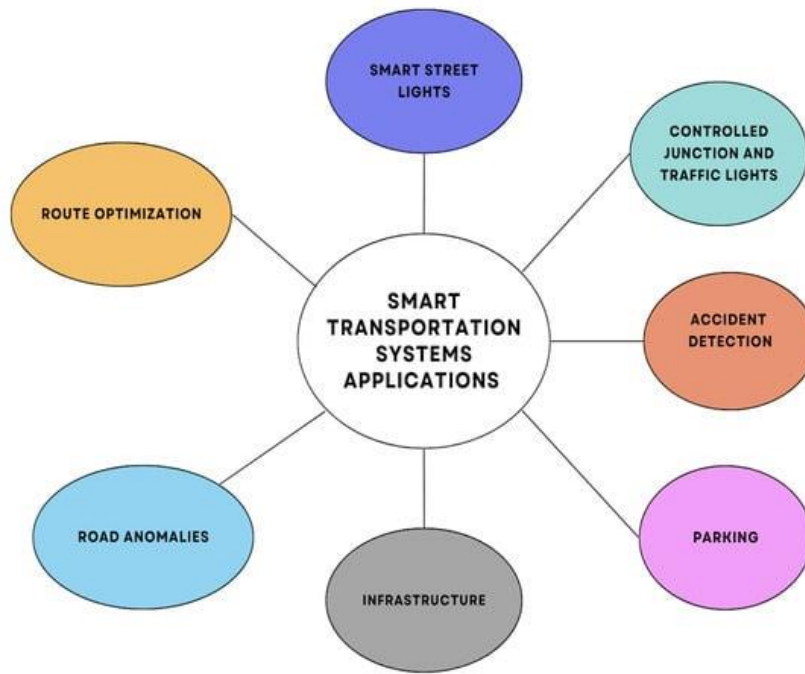 SMART STREET
LIGHTS
CONTROLLED
JUNCTION AND
TRAFFIC LIGHTS
ROUTE OPTIMIZATION
SMART
TRANSPORTATION
SYSTEMS
APPLICATIONS
ACCIDENT
DETECTION
ROAD ANOMALIES
PARKING
INFRASTRUCTURE